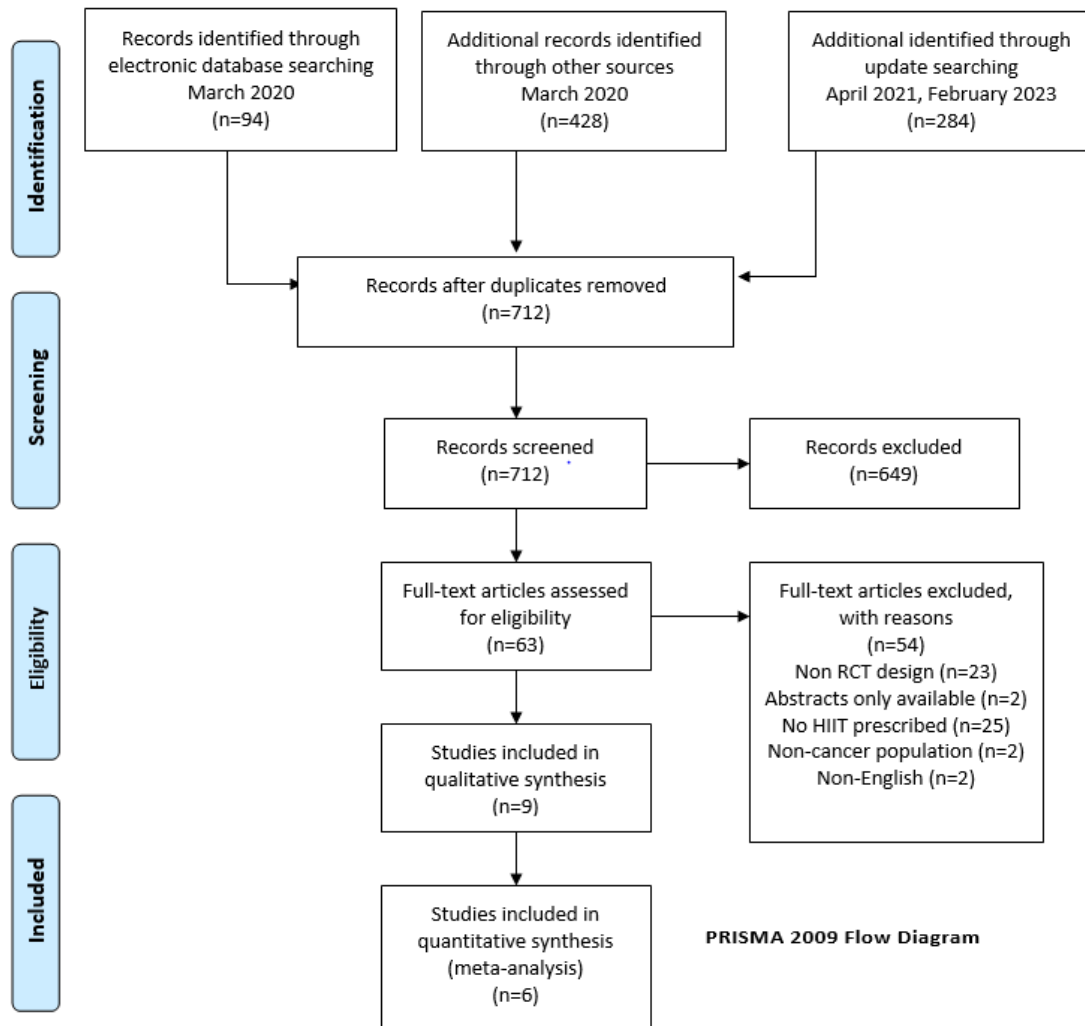 Identification
Records identified through
electronic database searching
March 2020
(n=94)
Additional records identified
through other sources
March 2020
(n=428)
Additional identified through
update searching
April 2021, February 2023
(n=284)
Records after duplicates removed
(n=712)
Screening
Records screened
(n=712)
Records excluded
(n=649)
Eligibility
Full-text articles assessed
for eligibility
(n=63)
Full-text articles excluded,
with reasons
(n=54)
Non RCT design (n=23)
Abstracts only available (n=2)
No HIIT prescribed (n=25)
Non-cancer population (n=2)
Non-English (n=2)
Studies included in
qualitative synthesis
(n=9)
Included
Studies included in
quantitative synthesis
(meta-analysis)
(n=6)
PRISMA 2009 Flow Diagram